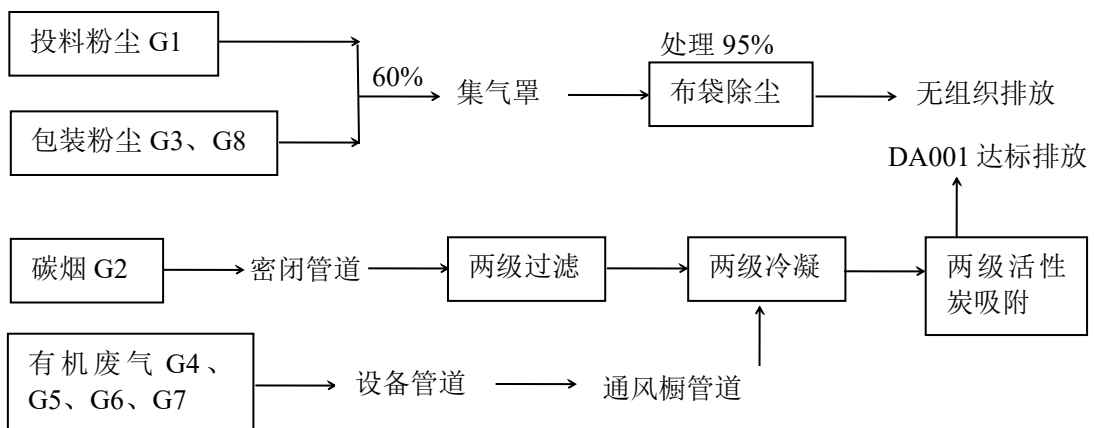 投料粉尘 G1
处理 95%
60%
集气罩
布袋除尘
无组织排放
包装粉尘 G3、G8
DA001 达标排放
碳烟 G2
密闭管道
两级过滤
两级冷凝
两级活性
炭吸附
有机废气 G4、
G5、G6、G7
设备管道
通风橱管道